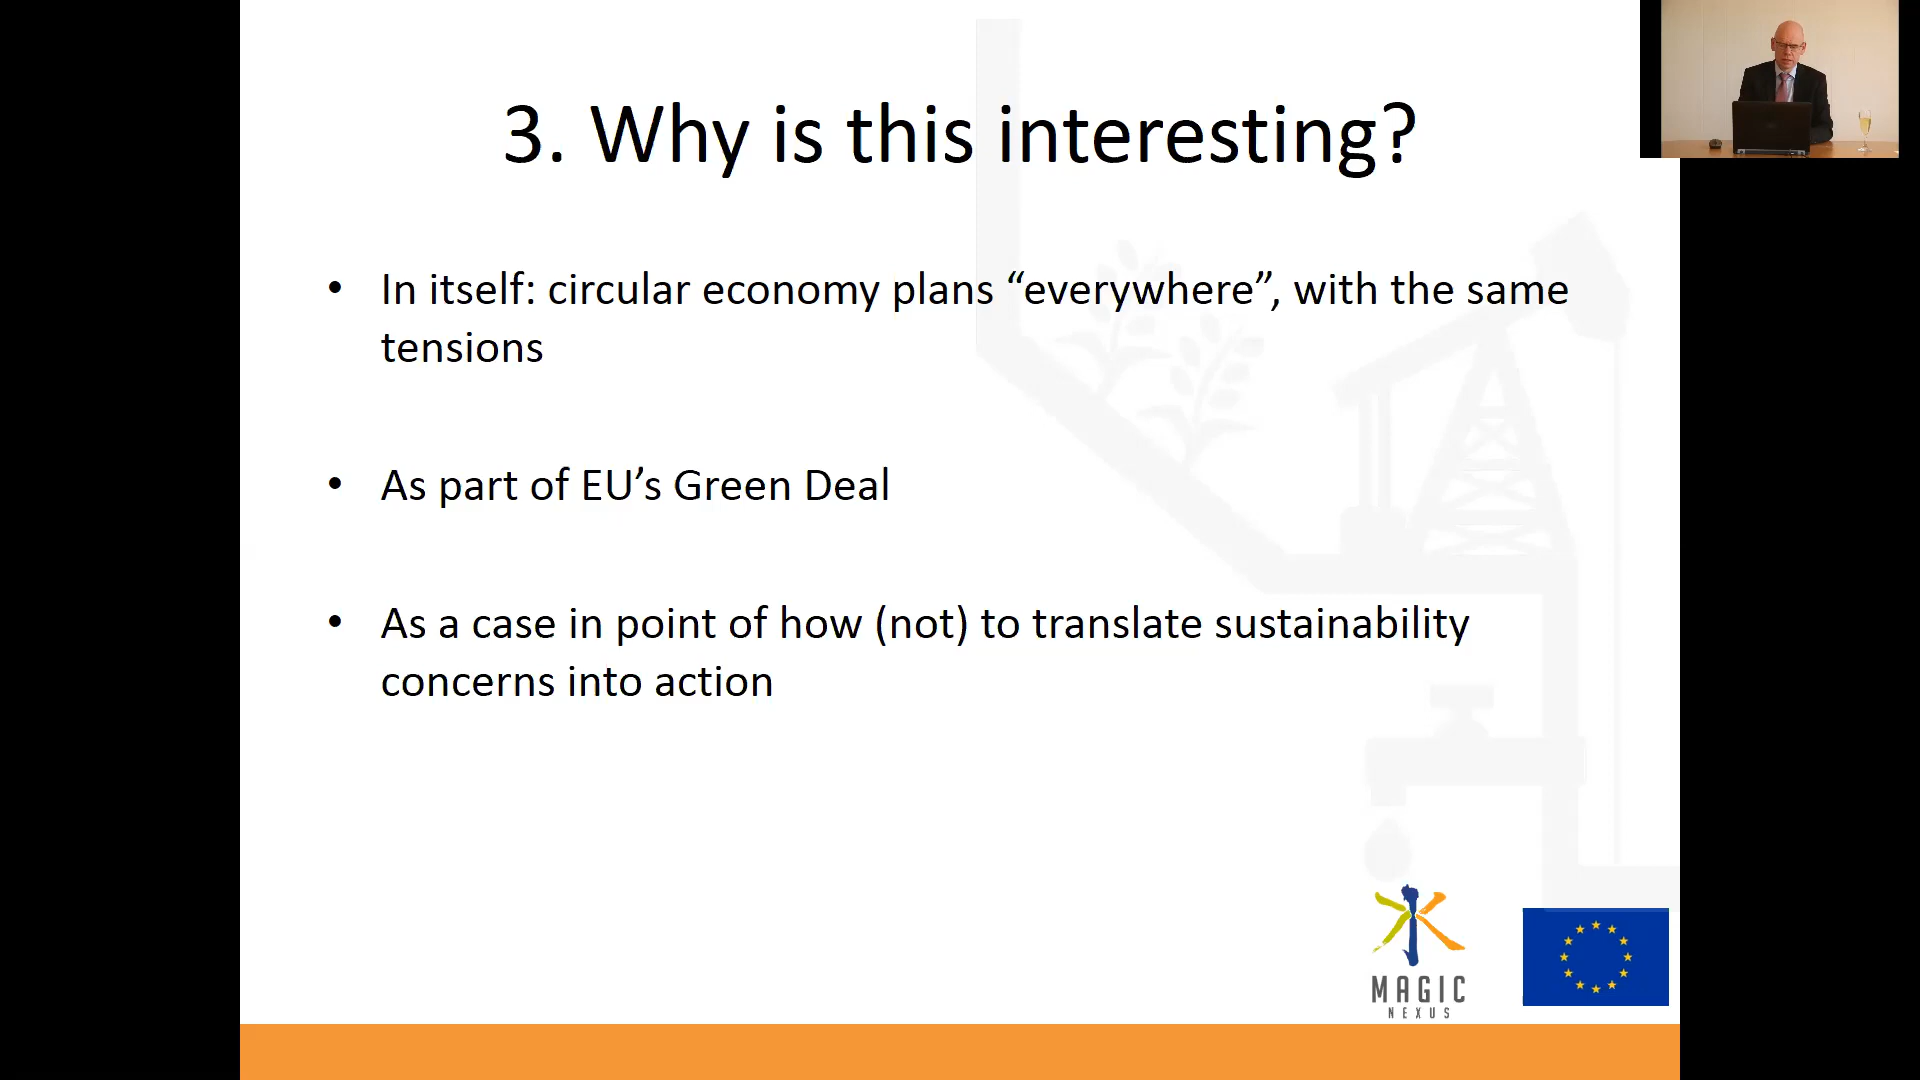 3. Why is this interesting?
• In itself: circular economy plans “everywhere”, with the same
tensions
• As part of EU’s Green Deal
• As a case in point of how (not) to translate sustainability
concerns into action
MAGIC
NEXUS